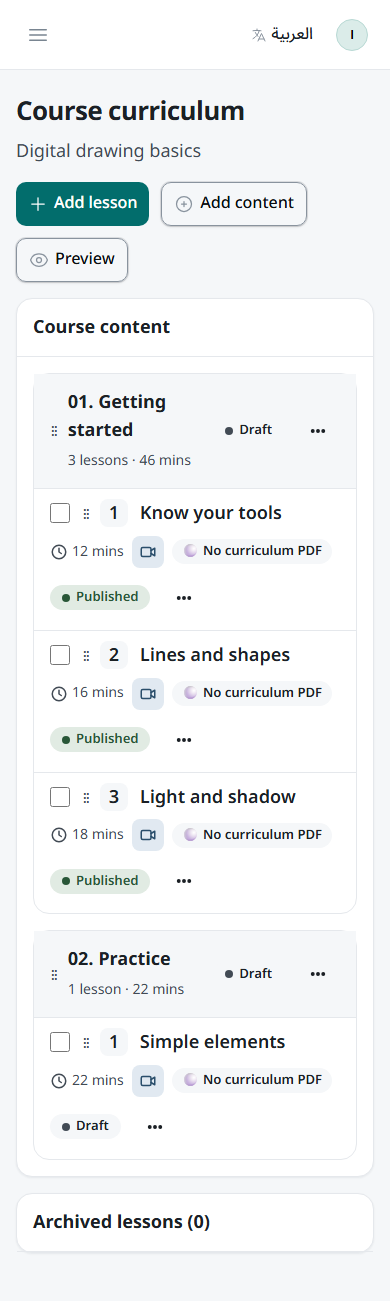 العربية
I
Course curriculum
Digital drawing basics
Add lesson
Add content
Preview
Course content
01. Getting
started
Draft
3 lessons · 46 mins
1 Know your tools
12 mins No curriculum PDF
Published
2 Lines and shapes
16 mins No curriculum PDF
Published
3 Light and shadow
18 mins No curriculum PDF
Published
02. Practice
Draft
1 lesson · 22 mins
1 Simple elements
22 mins No curriculum PDF
Draft
Archived lessons (0)